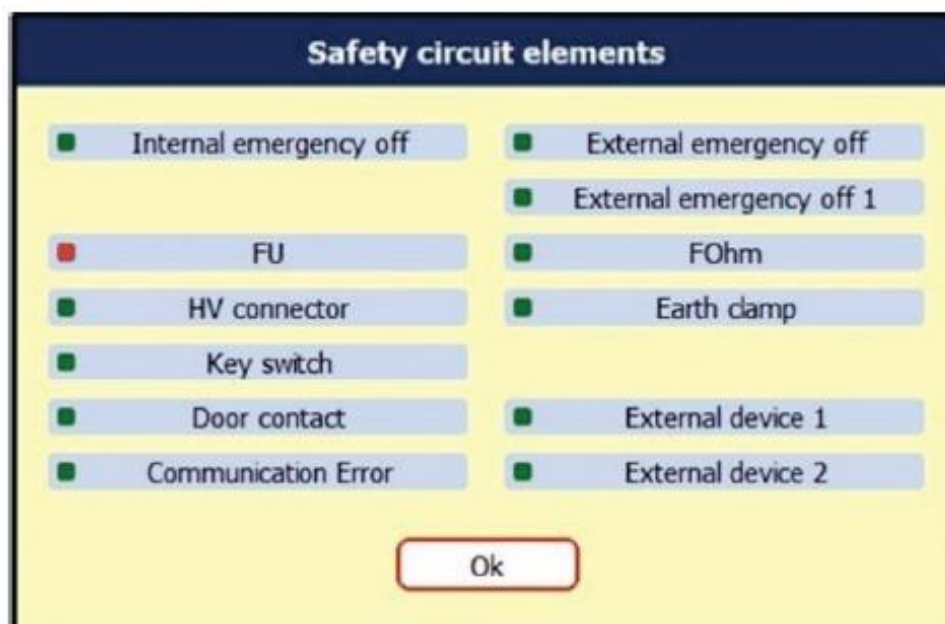 Safety circuit elements
Internal emergency off
External emergency off
External emergency off 1
FU
FOhm
HV connector
Earth clamp
Key switch
Door contact
External device 1
Communication Error
External device 2
Ok